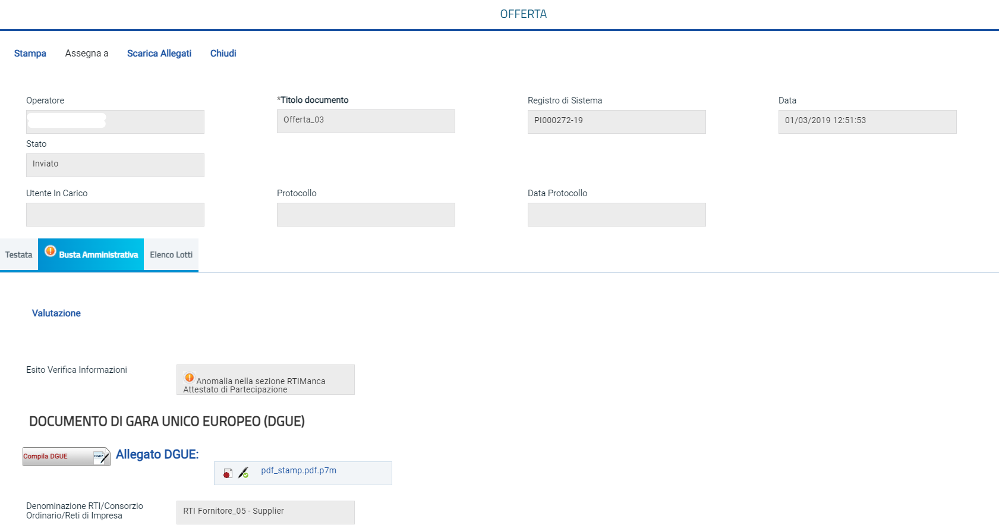 OFFERTA
Stampa Assegna a Scarica Allegati Chiudi
Operatore
*Titolo documento
Registro di Sistema
Data
Offerta_03
PI000272-19
01/03/2019 12:51:53
Stato
Inviato
Utente In Carico
Protocollo
Data Protocollo
Testata
Busta Amministrativa
Elenco Lotti
Valutazione
Esito Verifica Informazioni
Anomalia nella sezione RTIManca
Attestato di Partecipazione
DOCUMENTO DI GARA UNICO EUROPEO (DGUE)
Compila DGUE
DGUE
Allegato DGUE:
pdf_stamp.pdf.p7m
Denominazione RTI/Consorzio
Ordinario/Reti di Impresa
RTI Fornitore_05 - Supplier